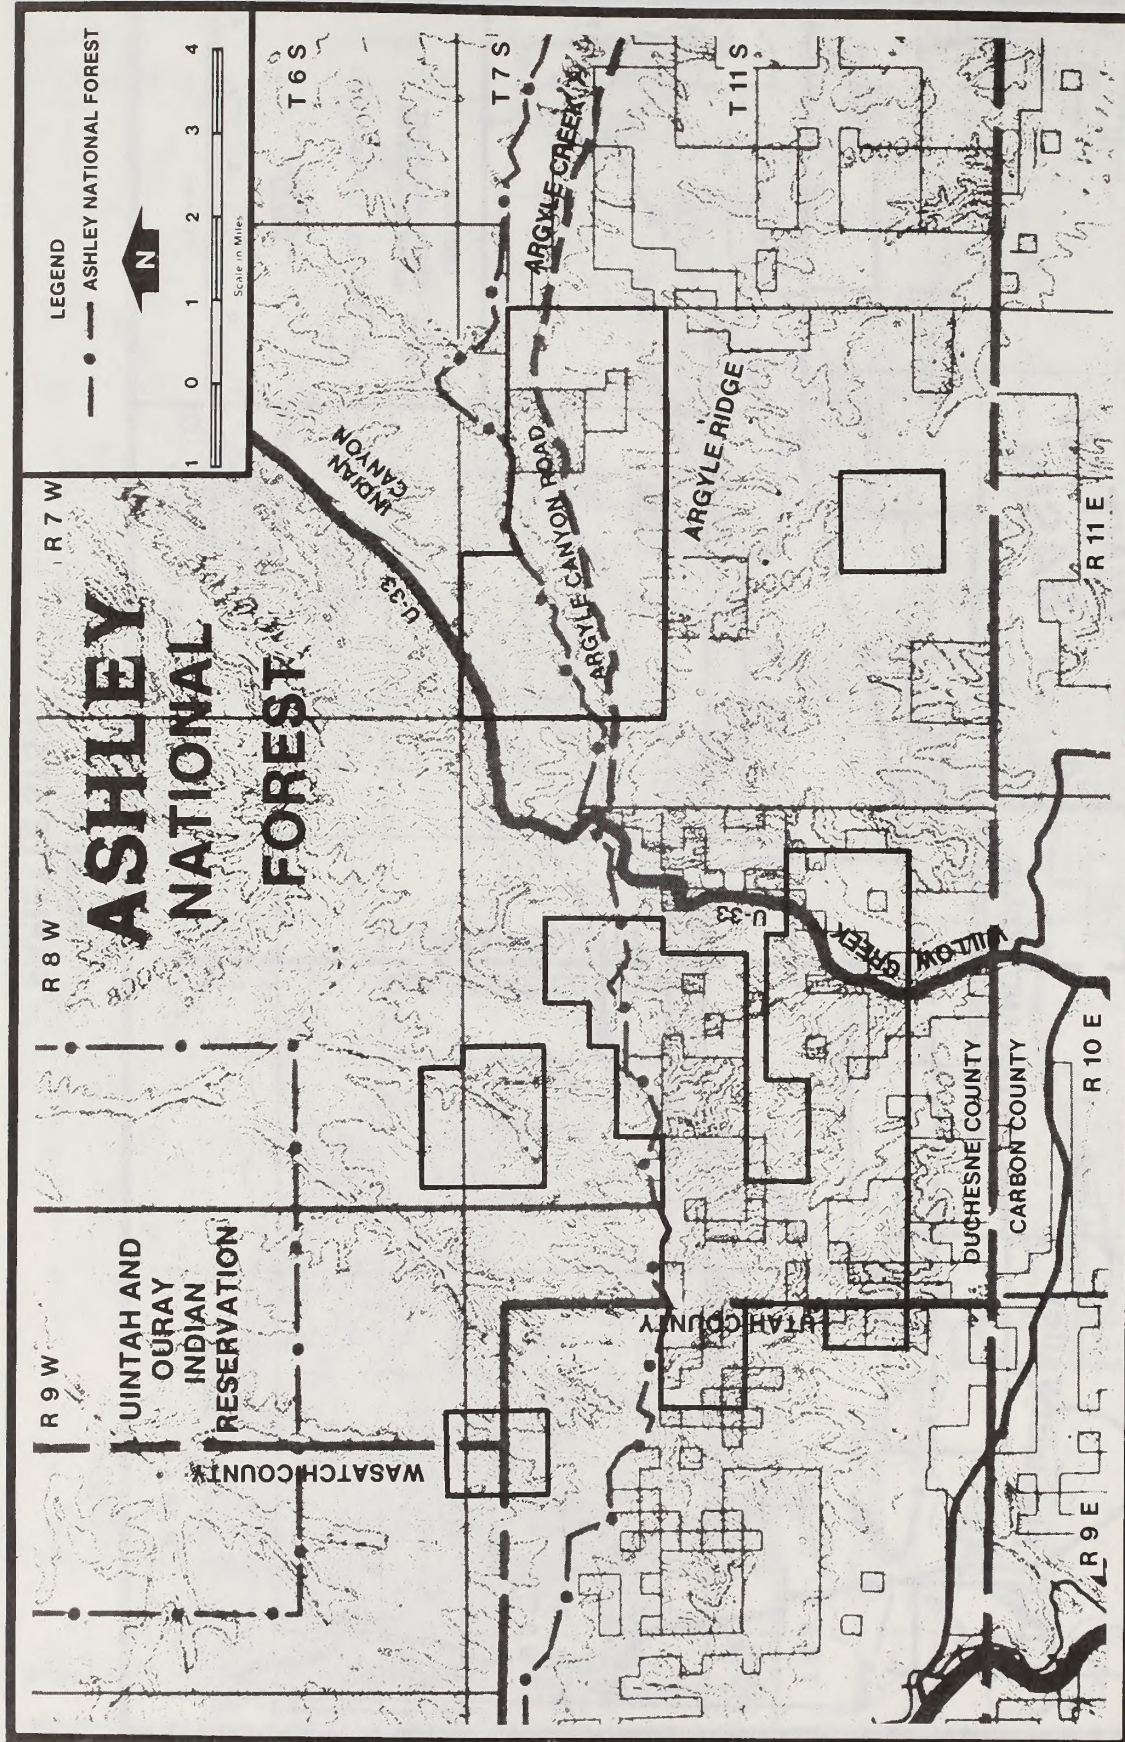 LEGEND
ASHLEY NATIONAL FOREST
N
1 0 1 2 3 4
Scale in Miles
R 9 W
R 8 W
R 7 W
T 6 S
T 7 S
T 11 S
ASHLEY
NATIONAL
FOREST
UINTAH AND
OURAY
INDIAN
RESERVATION
WASATCH COUNTY
UTAH COUNTY
INDIAN
CANYON
U-33
ARGYLE CREEK
ARGYLE CANYON ROAD
ARGYLE RIDGE
U-33
WILLOW CREEK
DUCHESNE COUNTY
CARBON COUNTY
R 9 E
R 10 E
R 11 E